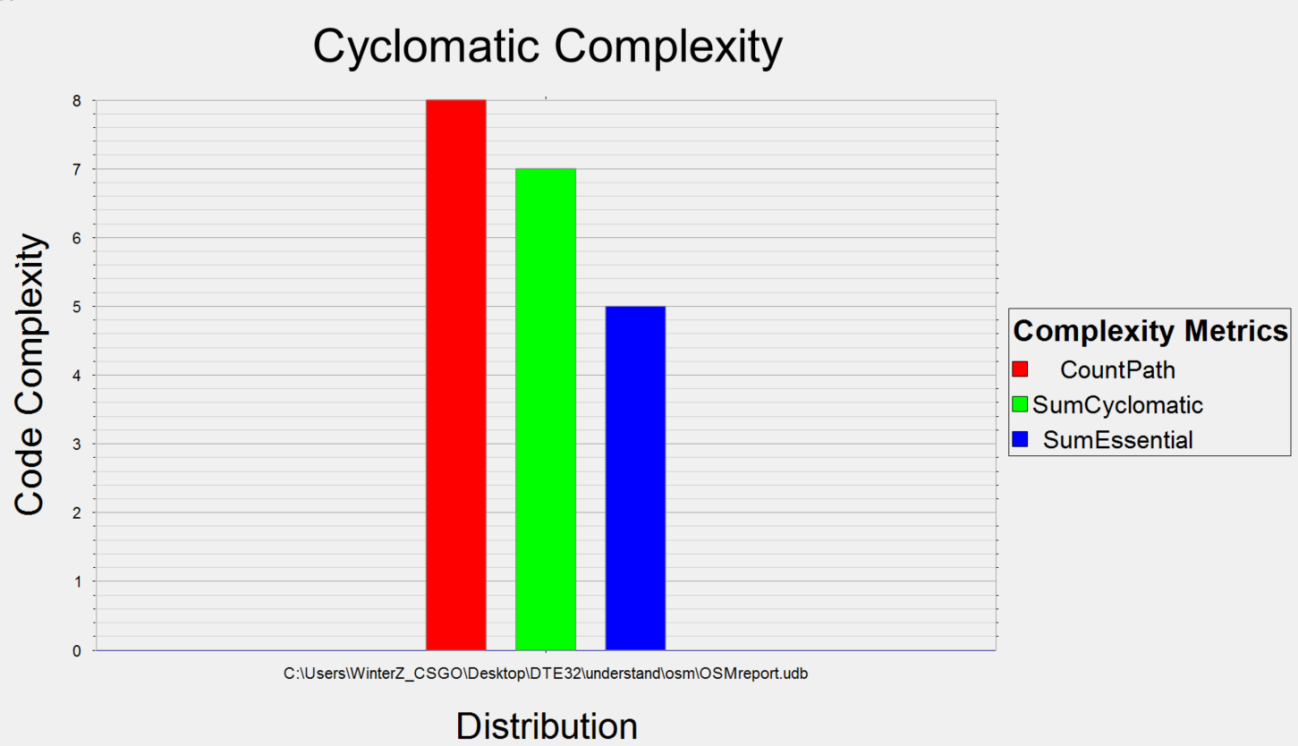 Cyclomatic Complexity
Code Complexity
8
7
6
5
4
3
2
1
0
C:\Users\WinterZ_CSGO\Desktop\DTE32\understand\osm\OSMreport.udb
Distribution
Complexity Metrics
CountPath
SumCyclomatic
SumEssential